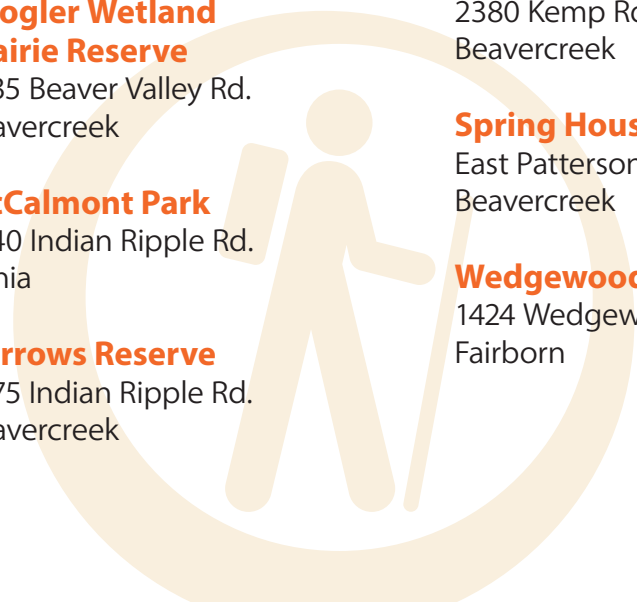 ogler Wetland
airie Reserve
35 Beaver Valley Rd.
avercreek
Calmont Park
40 Indian Ripple Rd.
nia
rrows Reserve
75 Indian Ripple Rd.
avercreek
2380 Kemp Rd
Beavercreek
Spring Hous
East Patterson
Beavercreek
Wedgewood
1424 Wedgew
Fairborn